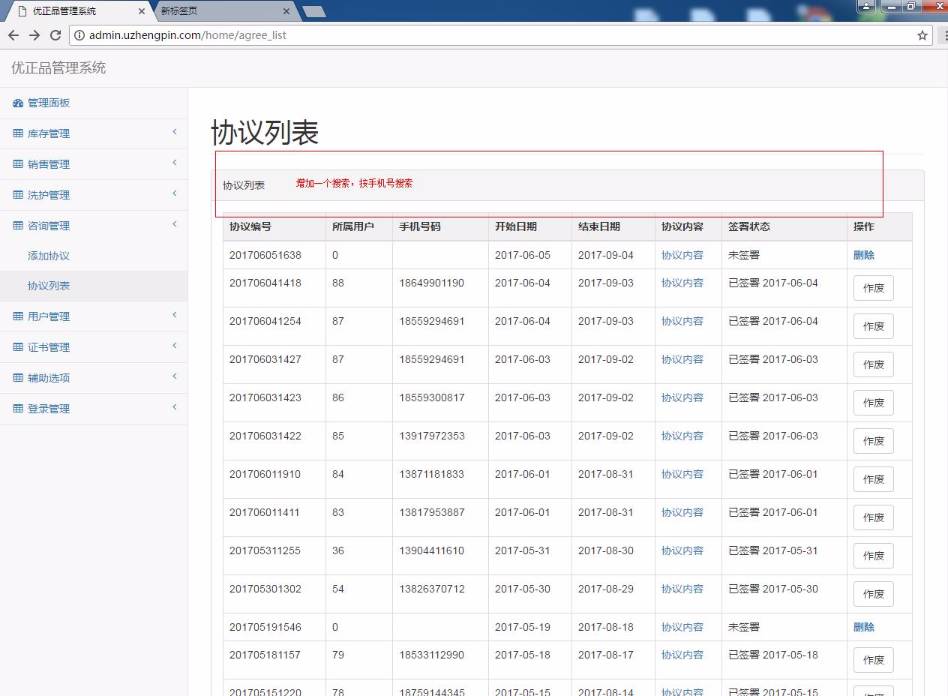 优正品管理系统
新标签页
admin.uzhengpin.com/home/agree_list
优正品管理系统
管理面板
库存管理
销售管理
洗护管理
咨询管理
添加协议
协议列表
用户管理
证书管理
辅助选项
登录管理
协议列表
协议列表 增加一个搜索，按手机号搜索
协议编号 所属用户 手机号码 开始日期 结束日期 协议内容 签署状态 操作
201706051638 0 2017-06-05 2017-09-04 协议内容 未签署 删除
201706041418 88 18649901190 2017-06-04 2017-09-03 协议内容 已签署 2017-06-04 作废
201706041254 87 18559294691 2017-06-04 2017-09-03 协议内容 已签署 2017-06-04 作废
201706031427 87 18559294691 2017-06-03 2017-09-02 协议内容 已签署 2017-06-03 作废
201706031423 86 18559300817 2017-06-03 2017-09-02 协议内容 已签署 2017-06-03 作废
201706031422 85 13917972353 2017-06-03 2017-09-02 协议内容 已签署 2017-06-03 作废
201706011910 84 13871181833 2017-06-01 2017-08-31 协议内容 已签署 2017-06-01 作废
201706011411 83 13817953887 2017-06-01 2017-08-31 协议内容 已签署 2017-06-01 作废
201705311255 36 13904411610 2017-05-31 2017-08-30 协议内容 已签署 2017-05-31 作废
201705301302 54 13826370712 2017-05-30 2017-08-29 协议内容 已签署 2017-05-30 作废
201705191546 0 2017-05-19 2017-08-18 协议内容 未签署 删除
201705181157 79 18533112990 2017-05-18 2017-08-17 协议内容 已签署 2017-05-18 作废
201705151220 78 18759144345 2017-05-15 2017-08-14 协议内容 已签署 2017-05-15